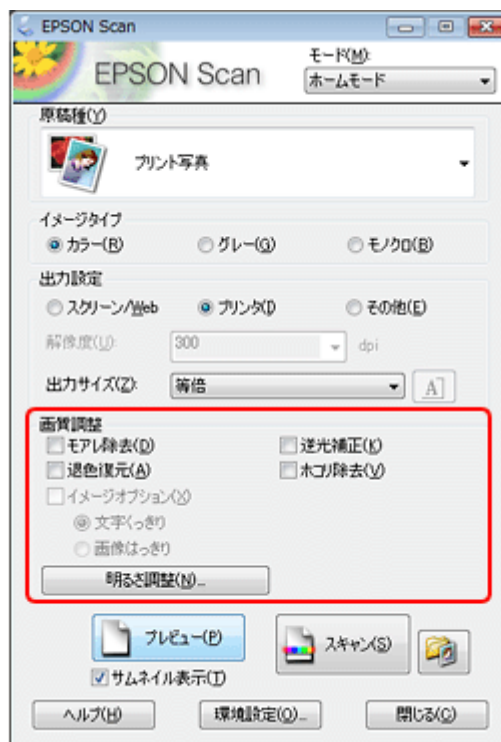 EPSON Scan
EPSON Scan
モード(M):
ホームモード
原稿種(Y)
プリント写真
イメージタイプ
カラー(R) グレー(G) モノクロ(B)
出力設定
スクリーン/Web プリンタ(I) その他(E)
解像度(U): 300 dpi
出力サイズ(Z): 等倍 A
画質調整
モアレ除去(D) 逆光補正(K)
退色復元(A) ホコリ除去(V)
イメージオプション(X)
文字くっきり
画像はっきり
明るさ調整(N)...
プレビュー(P) スキャン(S)
サムネイル表示(T)
ヘルプ(H) 環境設定(O)... 閉じる(C)